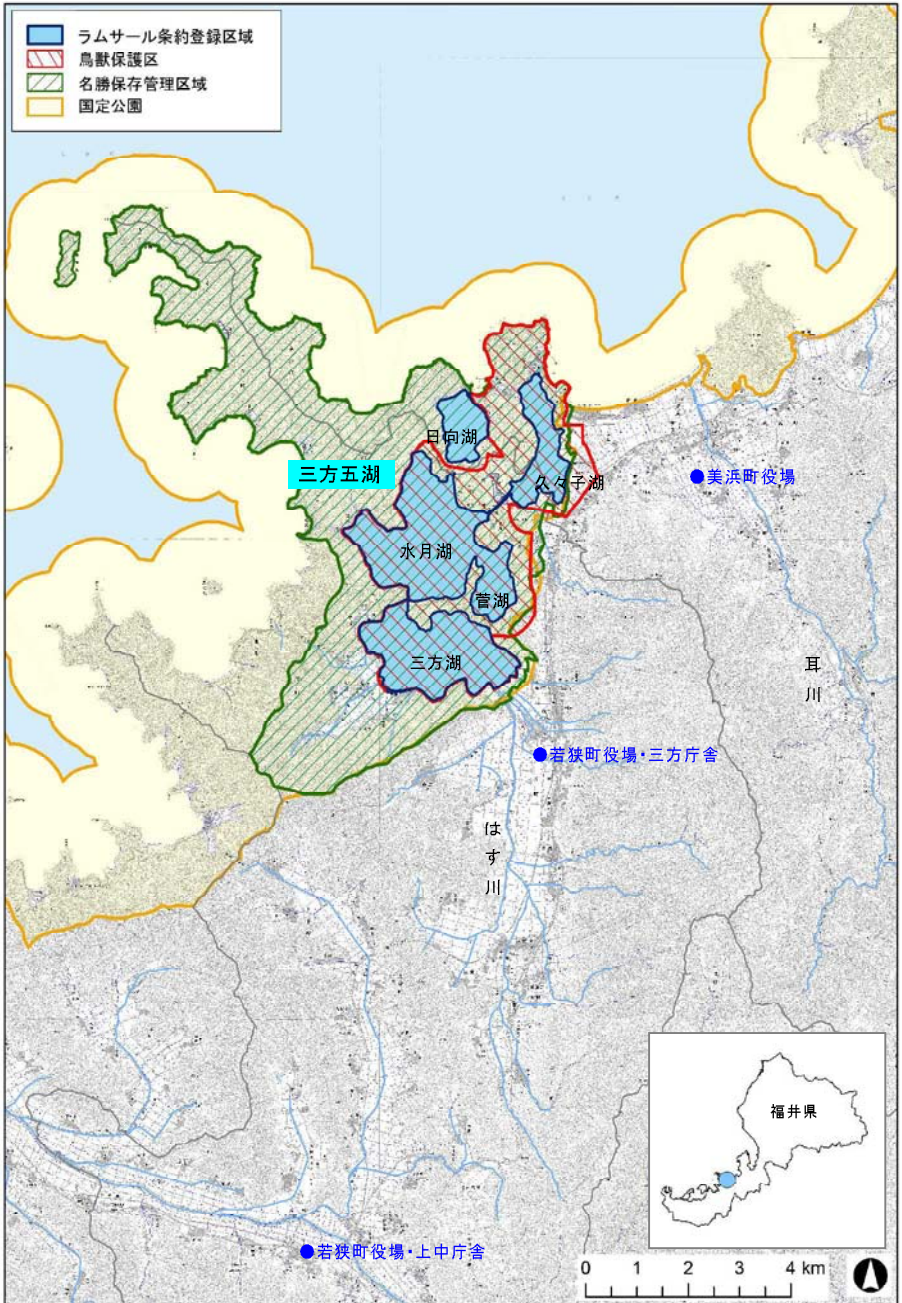 ラムサール条約登録区域
鳥獣保護区
名勝保存管理区域
国定公園
日向湖
三方五湖
久々子湖
●美浜町役場
水月湖
菅湖
三方湖
耳川
●若狭町役場・三方庁舎
はす川
福井県
●若狭町役場・上中庁舎
0 1 2 3 4 km